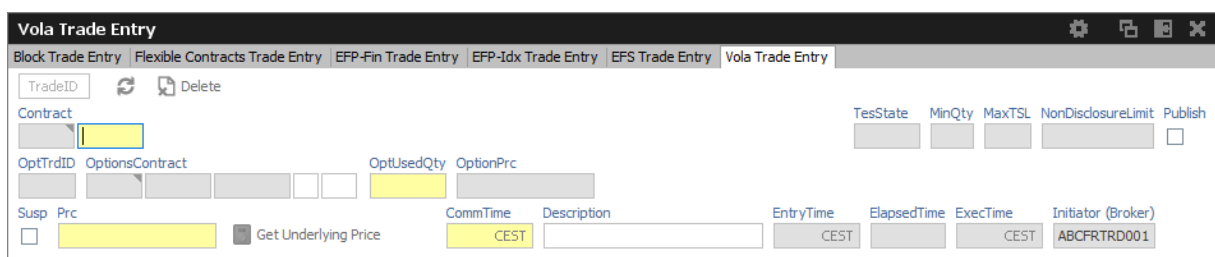 Vola Trade Entry
Block Trade Entry Flexible Contracts Trade Entry EFP-Fin Trade Entry EFP-Idx Trade Entry EFS Trade Entry Vola Trade Entry
TradeID Delete
Contract TesState MinQty MaxTSL NonDisclosureLimit Publish
OptTrdID OptionsContract OptUsedQty OptionPrc
Susp Prc CommTime Description EntryTime ElapsedTime ExecTime Initiator (Broker)
Get Underlying Price CEST CEST CEST ABCFRTRD001